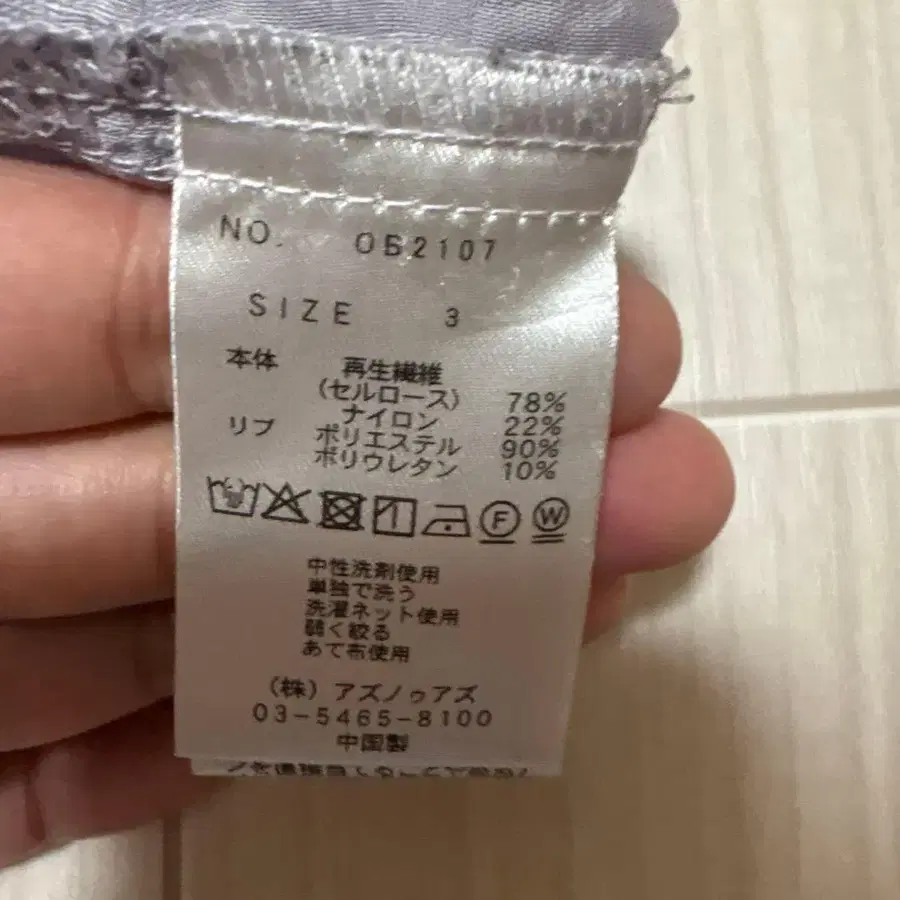 NO. OB2107
SIZE 3
本体 再生繊維
(セルロース) 78%
ナイロン 22%
リブ ポリエステル 90%
ポリウレタン 10%
F W
中性洗剤使用
単独で洗う
洗濯ネット使用
弱く絞る
あて布使用
(株)アズノゥアズ
03-5465-8100
中国製